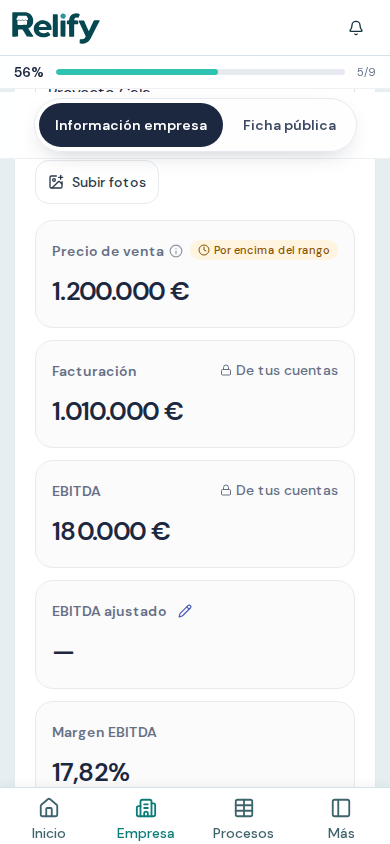 Relify
56%
5/9
Información empresa
Ficha pública
Subir fotos
Precio de venta
Por encima del rango
1.200.000 €
Facturación
De tus cuentas
1.010.000 €
EBITDA
De tus cuentas
180.000 €
EBITDA ajustado
—
Margen EBITDA
17,82%
Inicio
Empresa
Procesos
Más